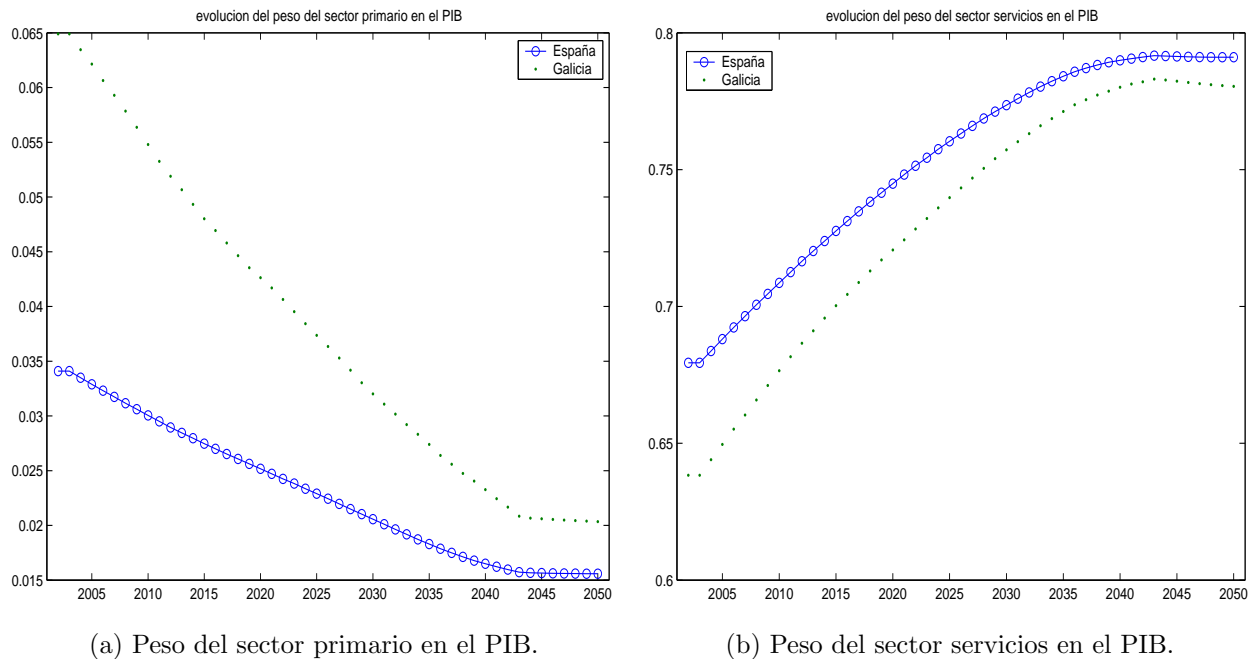 evolucion del peso del sector primario en el PIB
0.065
0.06
0.055
0.05
0.045
0.04
0.035
0.03
0.025
0.02
0.015
2005 2010 2015 2020 2025 2030 2035 2040 2045 2050
España
Galicia
(a) Peso del sector primario en el PIB.
evolucion del peso del sector servicios en el PIB
0.8
0.75
0.7
0.65
0.6
2005 2010 2015 2020 2025 2030 2035 2040 2045 2050
España
Galicia
(b) Peso del sector servicios en el PIB.